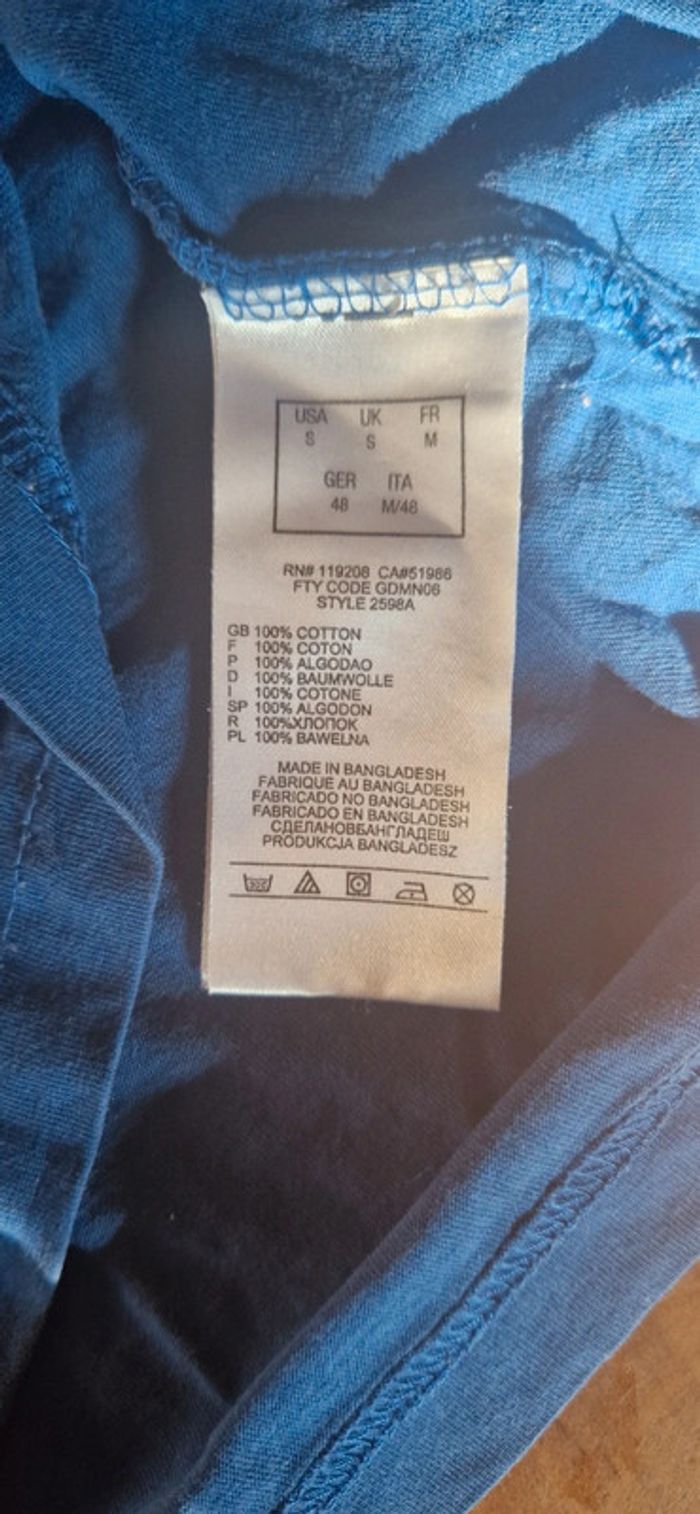 USA UK FR
S S M
GER ITA
48 M/48
RN# 119208 CA#51986
FTY CODE GDMN06
STYLE 2598A
GB 100% COTTON
F 100% COTON
P 100% ALGODAO
D 100% BAUMWOLLE
I 100% COTONE
SP 100% ALGODON
R 100%ХЛОПОК
PL 100% BAWELNA
MADE IN BANGLADESH
FABRIQUE AU BANGLADESH
FABRICADO NO BANGLADESH
FABRICADO EN BANGLADESH
СДЕЛАНОВБАНГЛАДЕШ
PRODUKCJA BANGLADESZ